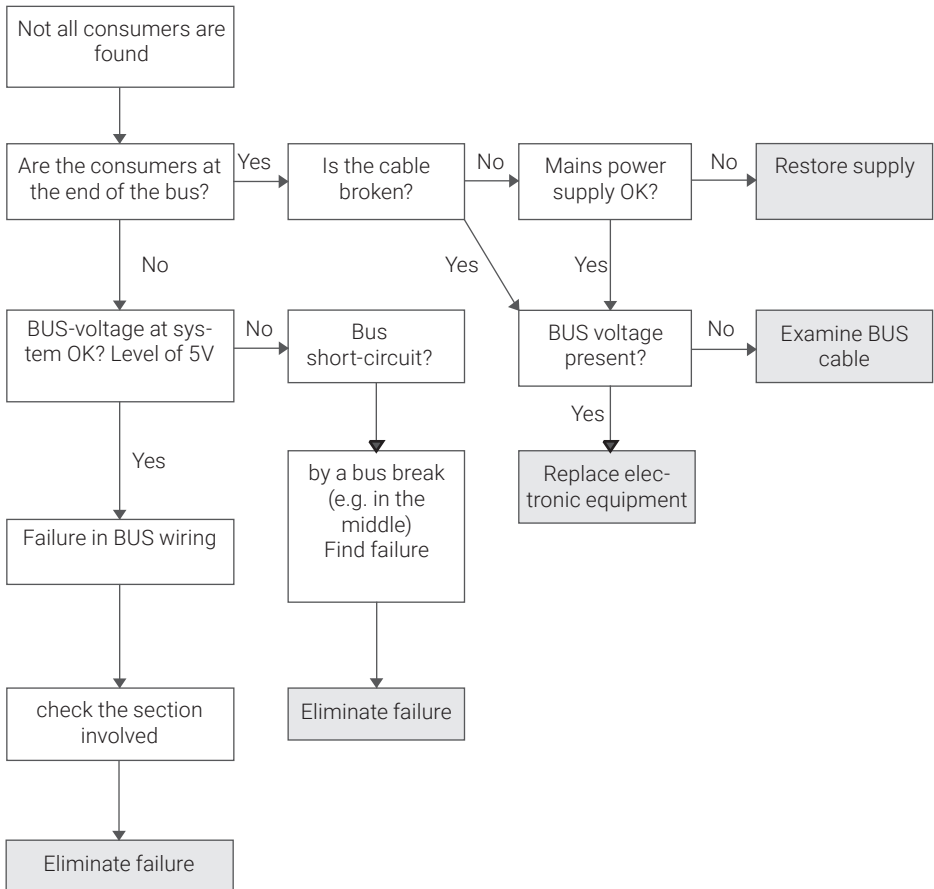 Not all consumers are
found
Are the consumers at
the end of the bus?
Yes
Is the cable
broken?
No
Mains power
supply OK?
No
Restore supply
No
Yes
Yes
BUS-voltage at sys-
tem OK? Level of 5V
No
Bus
short-circuit?
BUS voltage
present?
No
Examine BUS
cable
Yes
Yes
by a bus break
(e.g. in the
middle)
Find failure
Replace elec-
tronic equipment
Failure in BUS wiring
check the section
involved
Eliminate failure
Eliminate failure